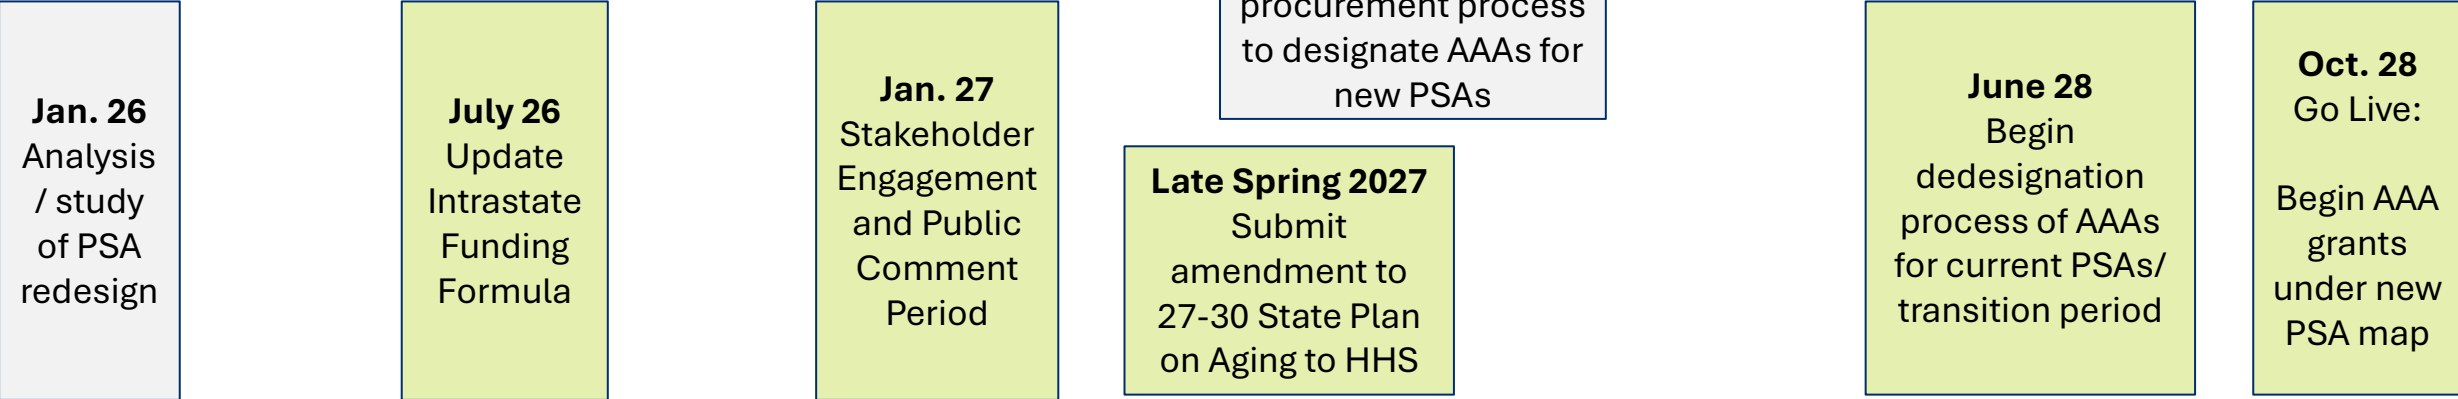 Jan. 26
Analysis
/ study
of PSA
redesign
July 26
Update
Intrastate
Funding
Formula
Jan. 27
Stakeholder
Engagement
and Public
Comment
Period
procurement process
to designate AAAs for
new PSAs
Late Spring 2027
Submit
amendment to
27-30 State Plan
on Aging to HHS
June 28
Begin
dedesignation
process of AAAs
for current PSAs/
transition period
Oct. 28
Go Live:
Begin AAA
grants
under new
PSA map